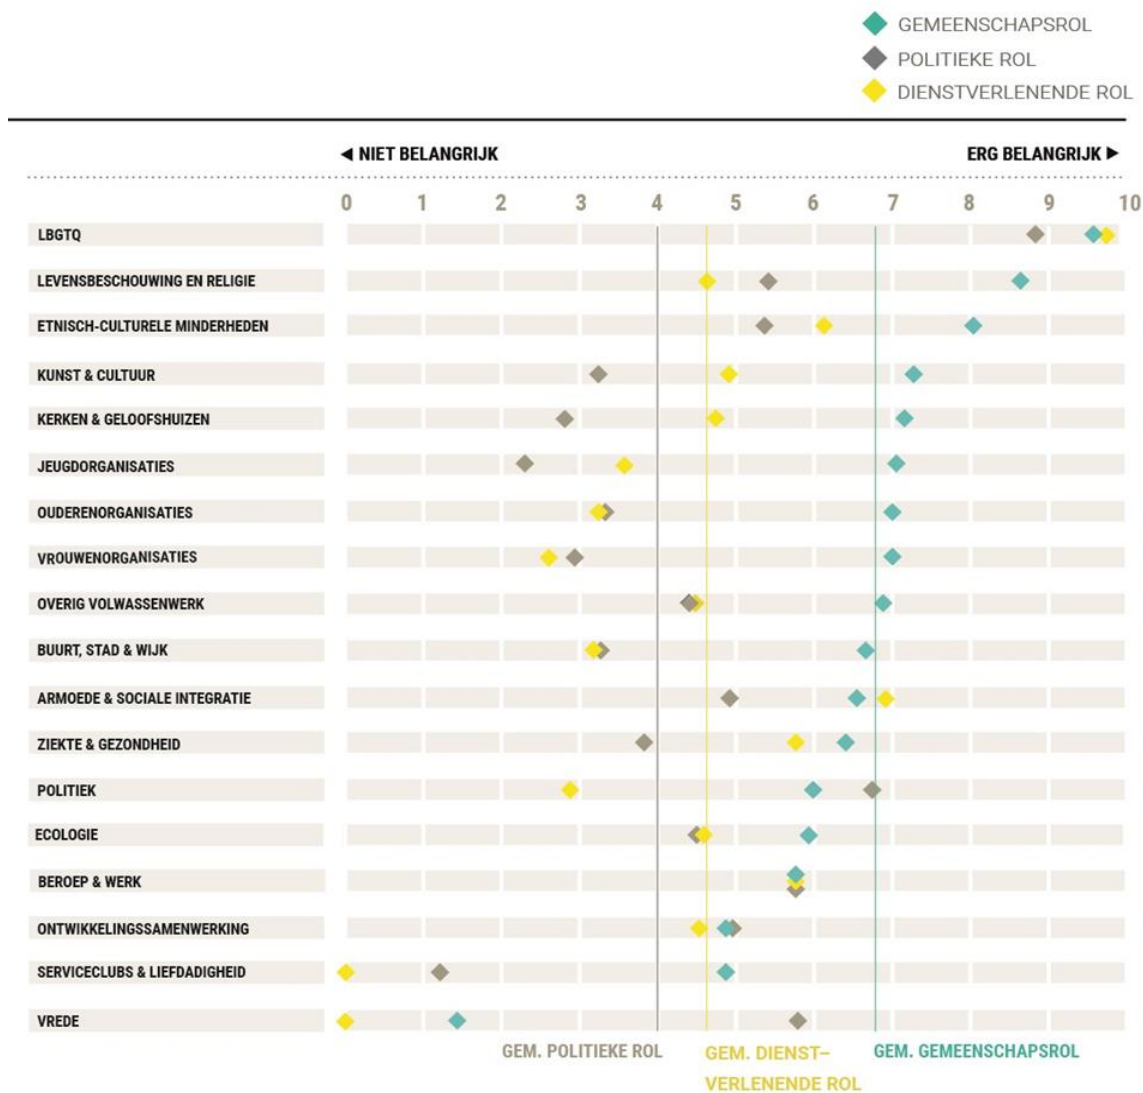 GEMEENSCHAPSROL
POLITIEKE ROL
DIENSTVERLENENDE ROL
◀ NIET BELANGRIJK ERG BELANGRIJK ▶
0 1 2 3 4 5 6 7 8 9 10
LBGTQ
LEVENSBESCHOUWING EN RELIGIE
ETNISCH-CULTURELE MINDERHEDEN
KUNST & CULTUUR
KERKEN & GELOOFSHUIZEN
JEUGDORGANISATIES
OUDERENORGANISATIES
VROUWENORGANISATIES
OVERIG VOLWASSENWERK
BUURT, STAD & WIJK
ARMOEDE & SOCIALE INTEGRATIE
ZIEKTE & GEZONDHEID
POLITIEK
ECOLOGIE
BEROEP & WERK
ONTWIKKELINGSSAMENWERKING
SERVICECLUBS & LIEFDADIGHEID
VREDE
GEM. POLITIEKE ROL GEM. DIENST– GEM. GEMEENSCHAPSROL
VERLENENDE ROL